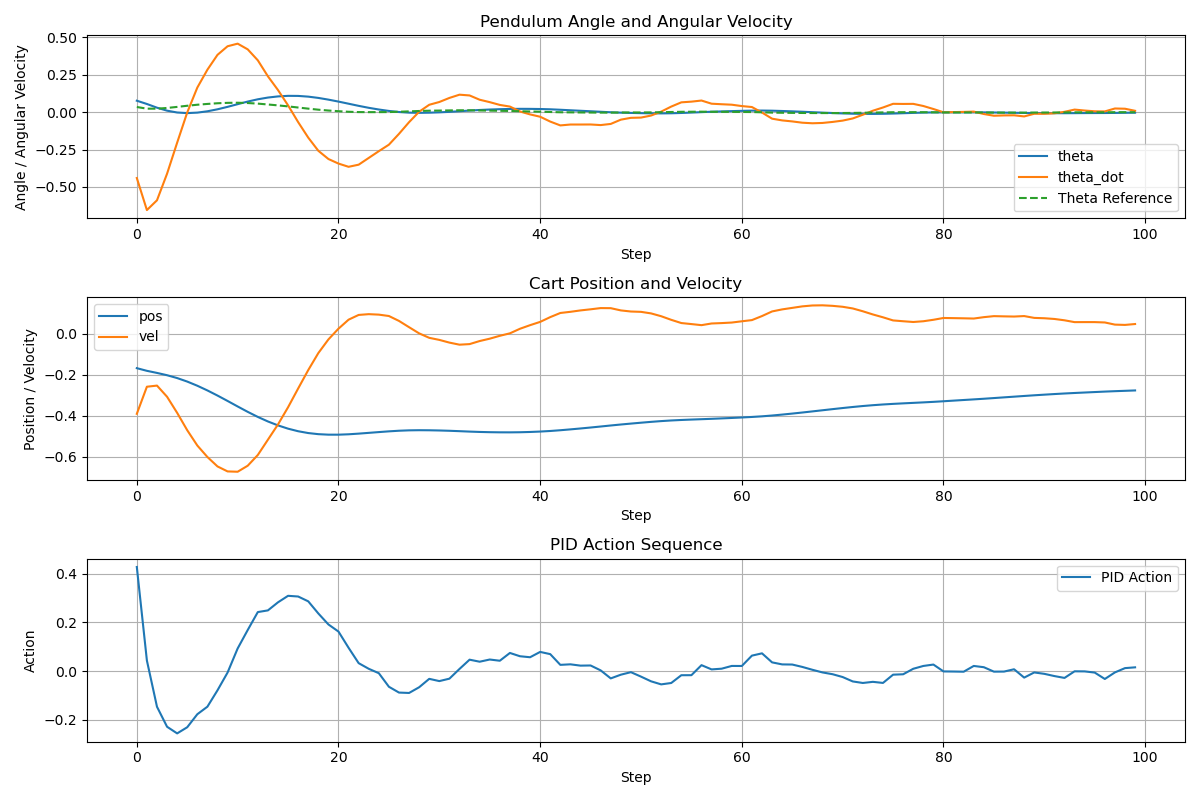 Pendulum Angle and Angular Velocity
Angle / Angular Velocity
0.50
0.25
0.00
−0.25
−0.50
theta
theta_dot
Theta Reference
0 20 40 60 80 100
Step
Cart Position and Velocity
Position / Velocity
0.0
−0.2
−0.4
−0.6
pos
vel
0 20 40 60 80 100
Step
PID Action Sequence
Action
0.4
0.2
0.0
−0.2
PID Action
0 20 40 60 80 100
Step